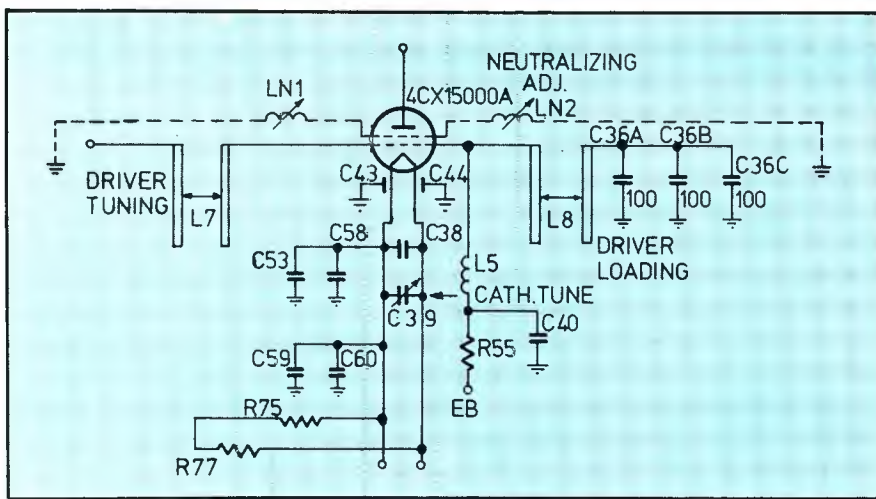 NEUTRALIZING
ADJ.
LN1
4CX15000A
LN2
C36A
C36B
C36C
C43
C44
100
100
100
DRIVER
TUNING
L7
L8
C58
C38
C53
L5
DRIVER
LOADING
CATH.TUNE
C39
C40
C59
C60
R55
R75
EB
R77